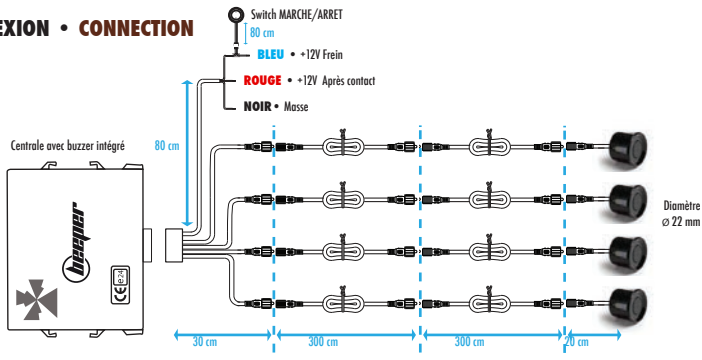 EXION • CONNECTION
Switch MARCHE/ARRET
80 cm
BLEU • +12V Frein
ROUGE • +12V Après contact
NOIR • Masse
Centrale avec buzzer intégré
80 cm
Diamètre
Ø 22 mm
beeper
CE e24
30 cm
300 cm
300 cm
20 cm